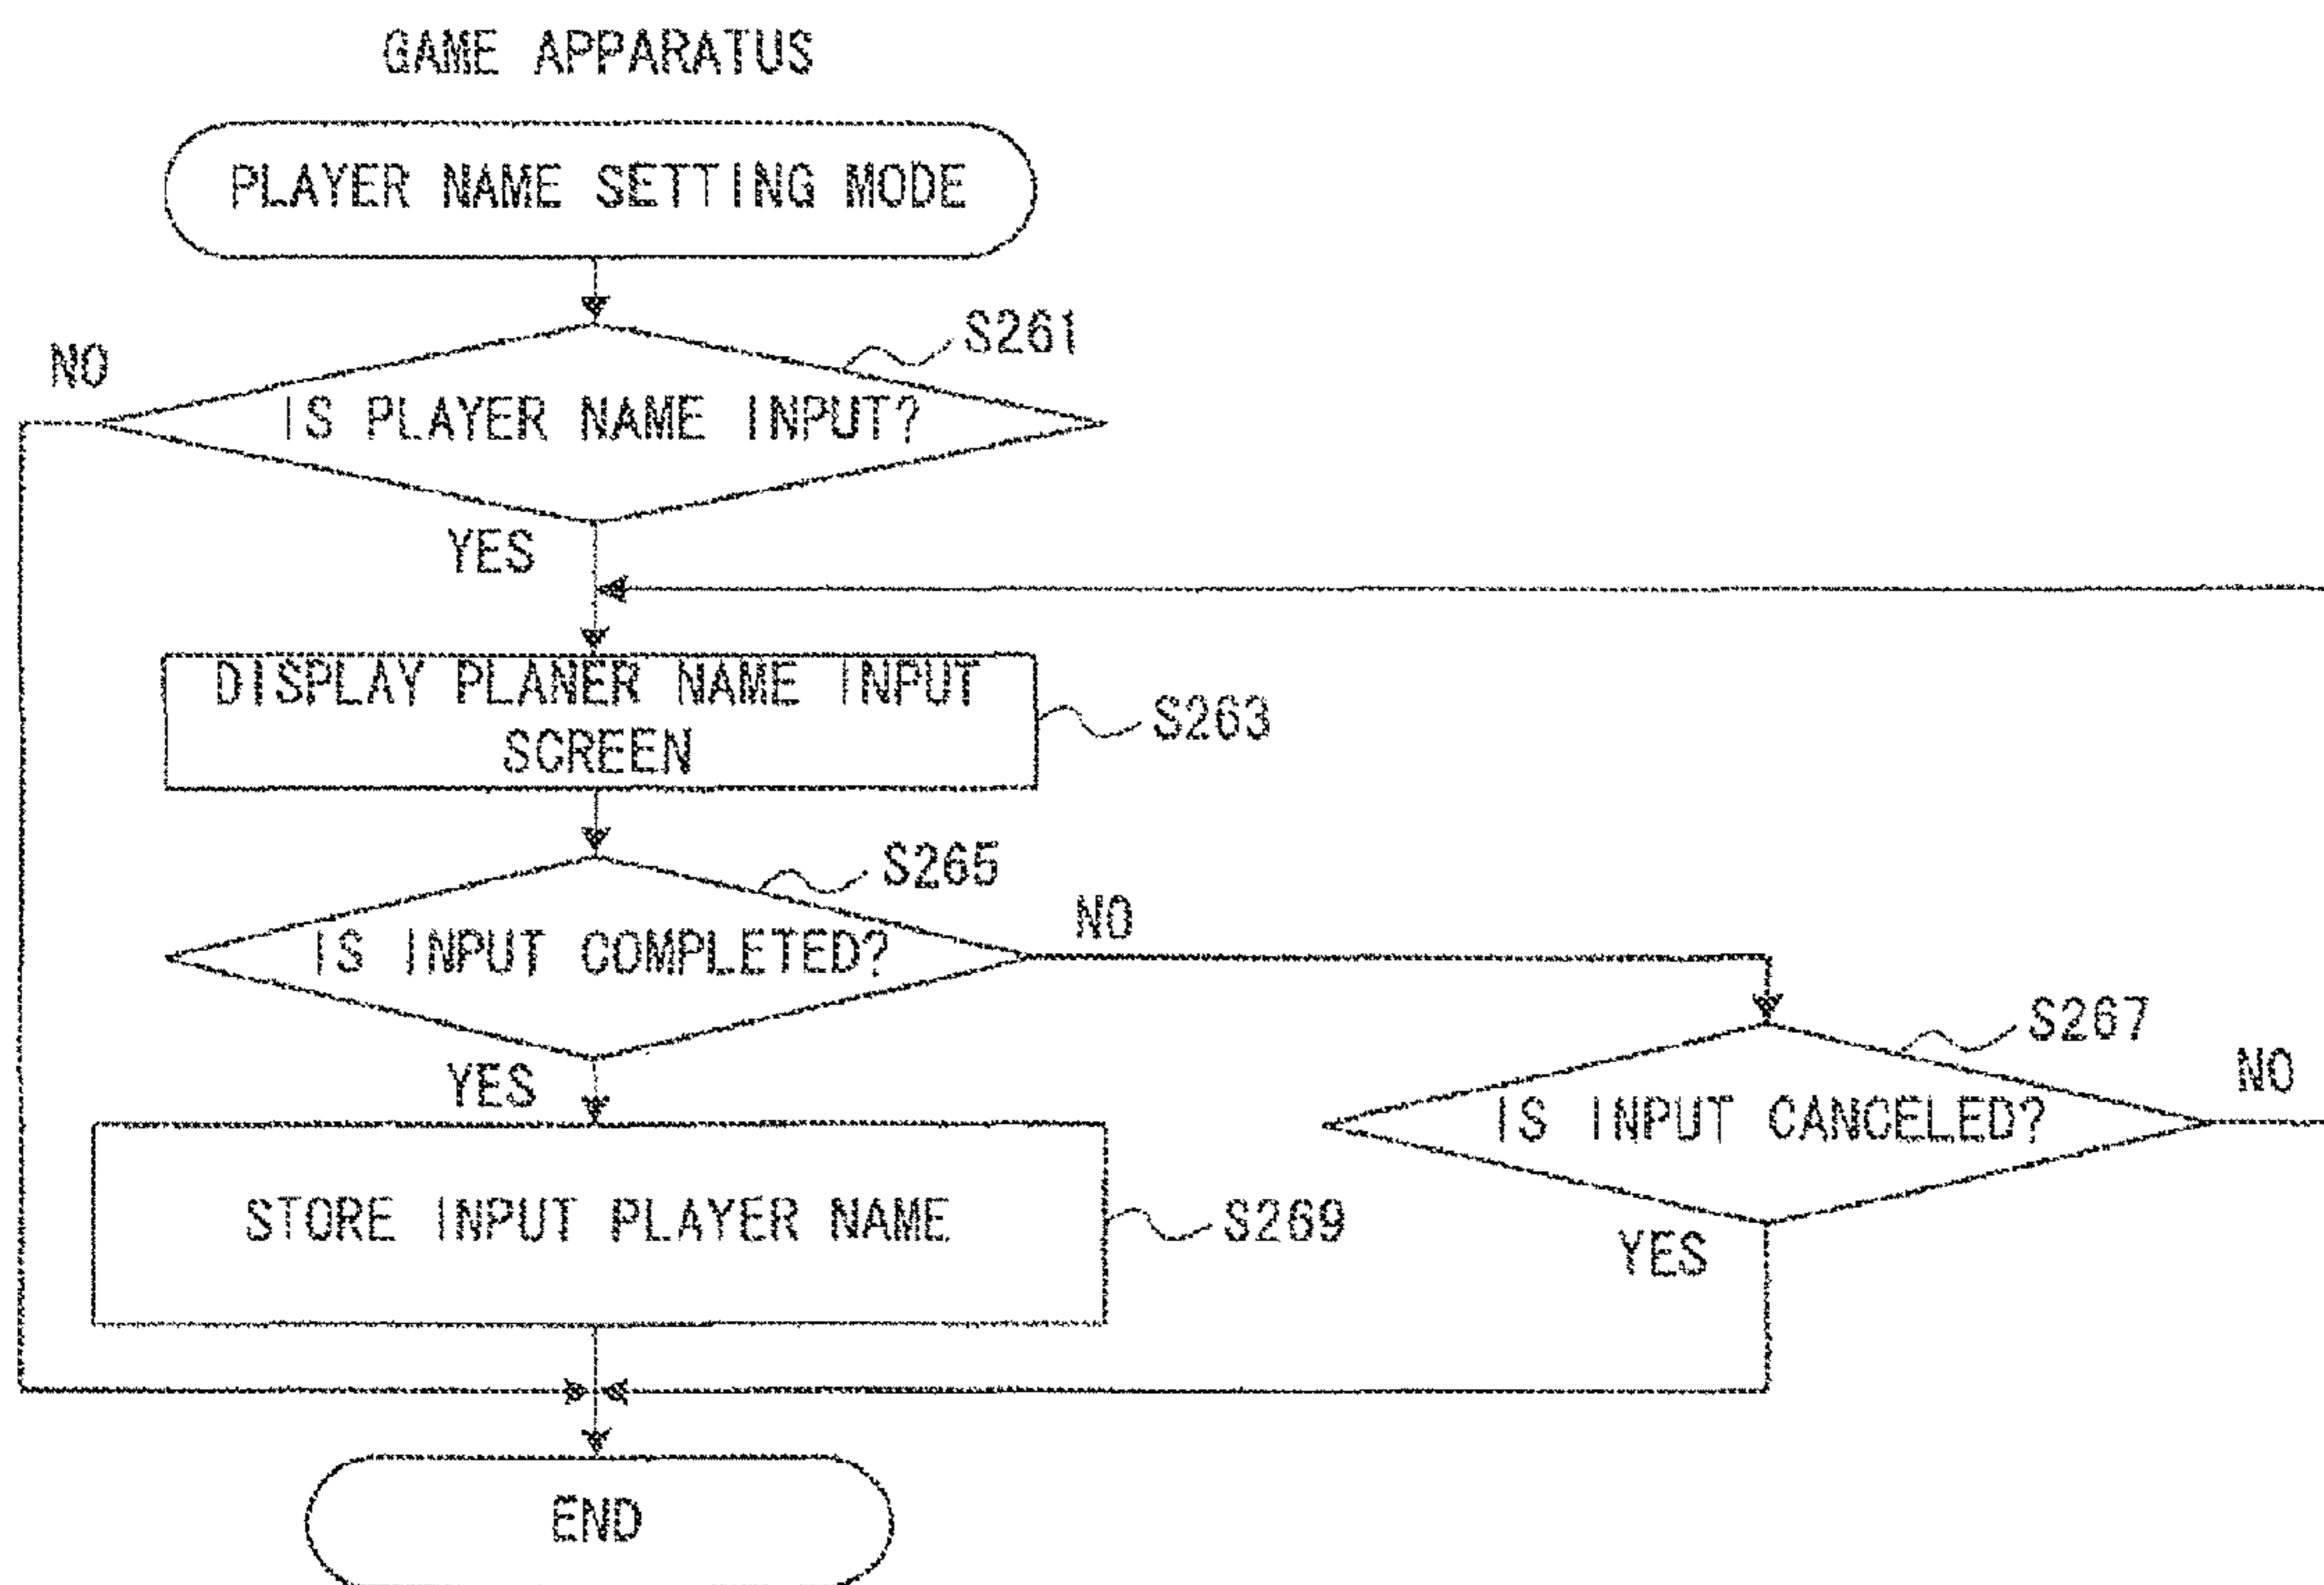 GAME APPARATUS
PLAYER NAME SETTING MODE
S261
NO
IS PLAYER NAME INPUT?
YES
DISPLAY PLANER NAME INPUT
SCREEN
S263
S265
NO
IS INPUT COMPLETED?
S267
NO
YES
IS INPUT CANCELED?
STORE INPUT PLAYER NAME
S269
YES
END